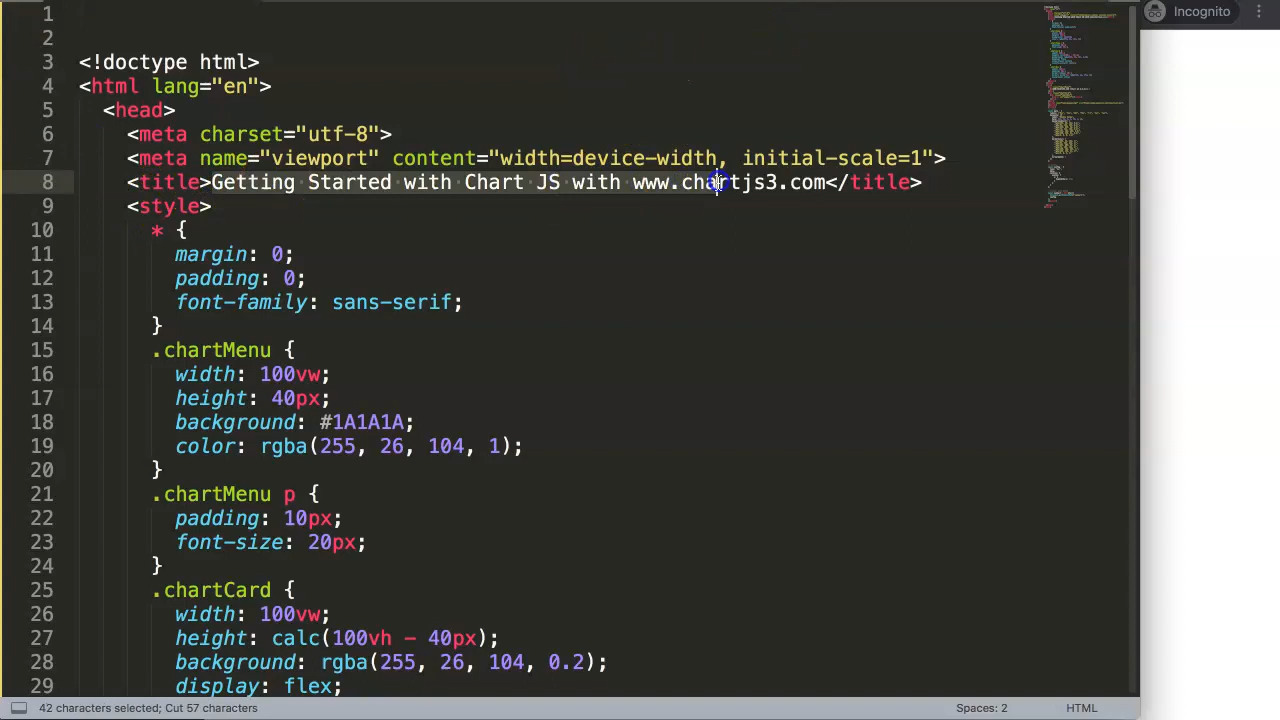 Incognito
1
2
3 <!doctype html>
4 <html lang="en">
5 <head>
6 <meta charset="utf-8">
7 <meta name="viewport" content="width=device-width, initial-scale=1">
8 <title>Getting Started with Chart JS with www.chartjs3.com</title>
9 <style>
10 * {
11 margin: 0;
12 padding: 0;
13 font-family: sans-serif;
14 }
15 .chartMenu {
16 width: 100vw;
17 height: 40px;
18 background: #1A1A1A;
19 color: rgba(255, 26, 104, 1);
20 }
21 .chartMenu p {
22 padding: 10px;
23 font-size: 20px;
24 }
25 .chartCard {
26 width: 100vw;
27 height: calc(100vh - 40px);
28 background: rgba(255, 26, 104, 0.2);
29 display: flex;
42 characters selected; Cut 57 characters
Spaces: 2
HTML